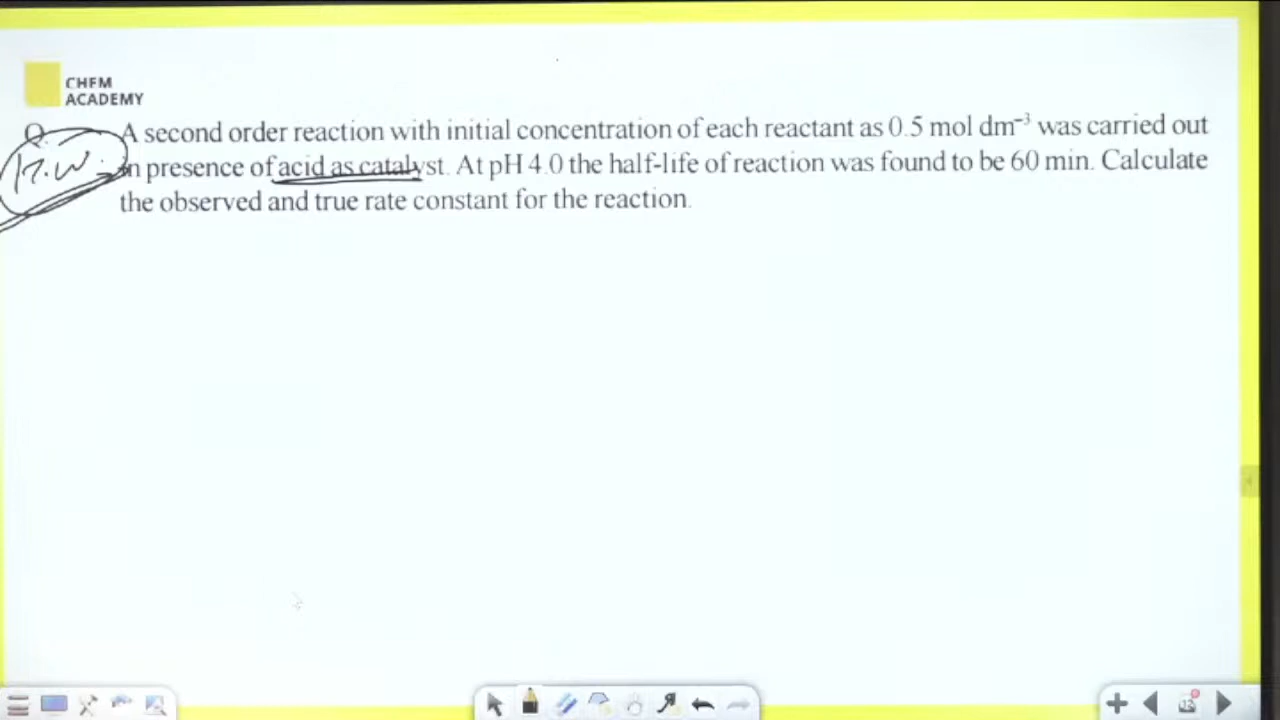 CHEM
ACADEMY
Q. A second order reaction with initial concentration of each reactant as 0.5 mol dm⁻³ was carried out
H.W. in presence of acid as catalyst. At pH 4.0 the half-life of reaction was found to be 60 min. Calculate
the observed and true rate constant for the reaction.
13